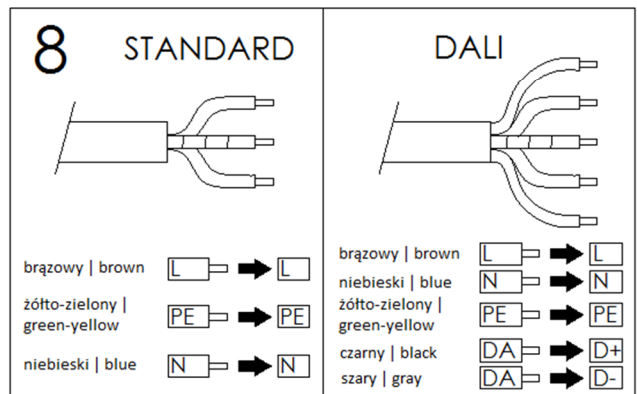 8 STANDARD
brązowy | brown L L
żółto-zielony |
green-yellow PE PE
niebieski | blue N N
DALI
brązowy | brown L L
niebieski | blue N N
żółto-zielony |
green-yellow PE PE
czarny | black DA D+
szary | gray DA D-